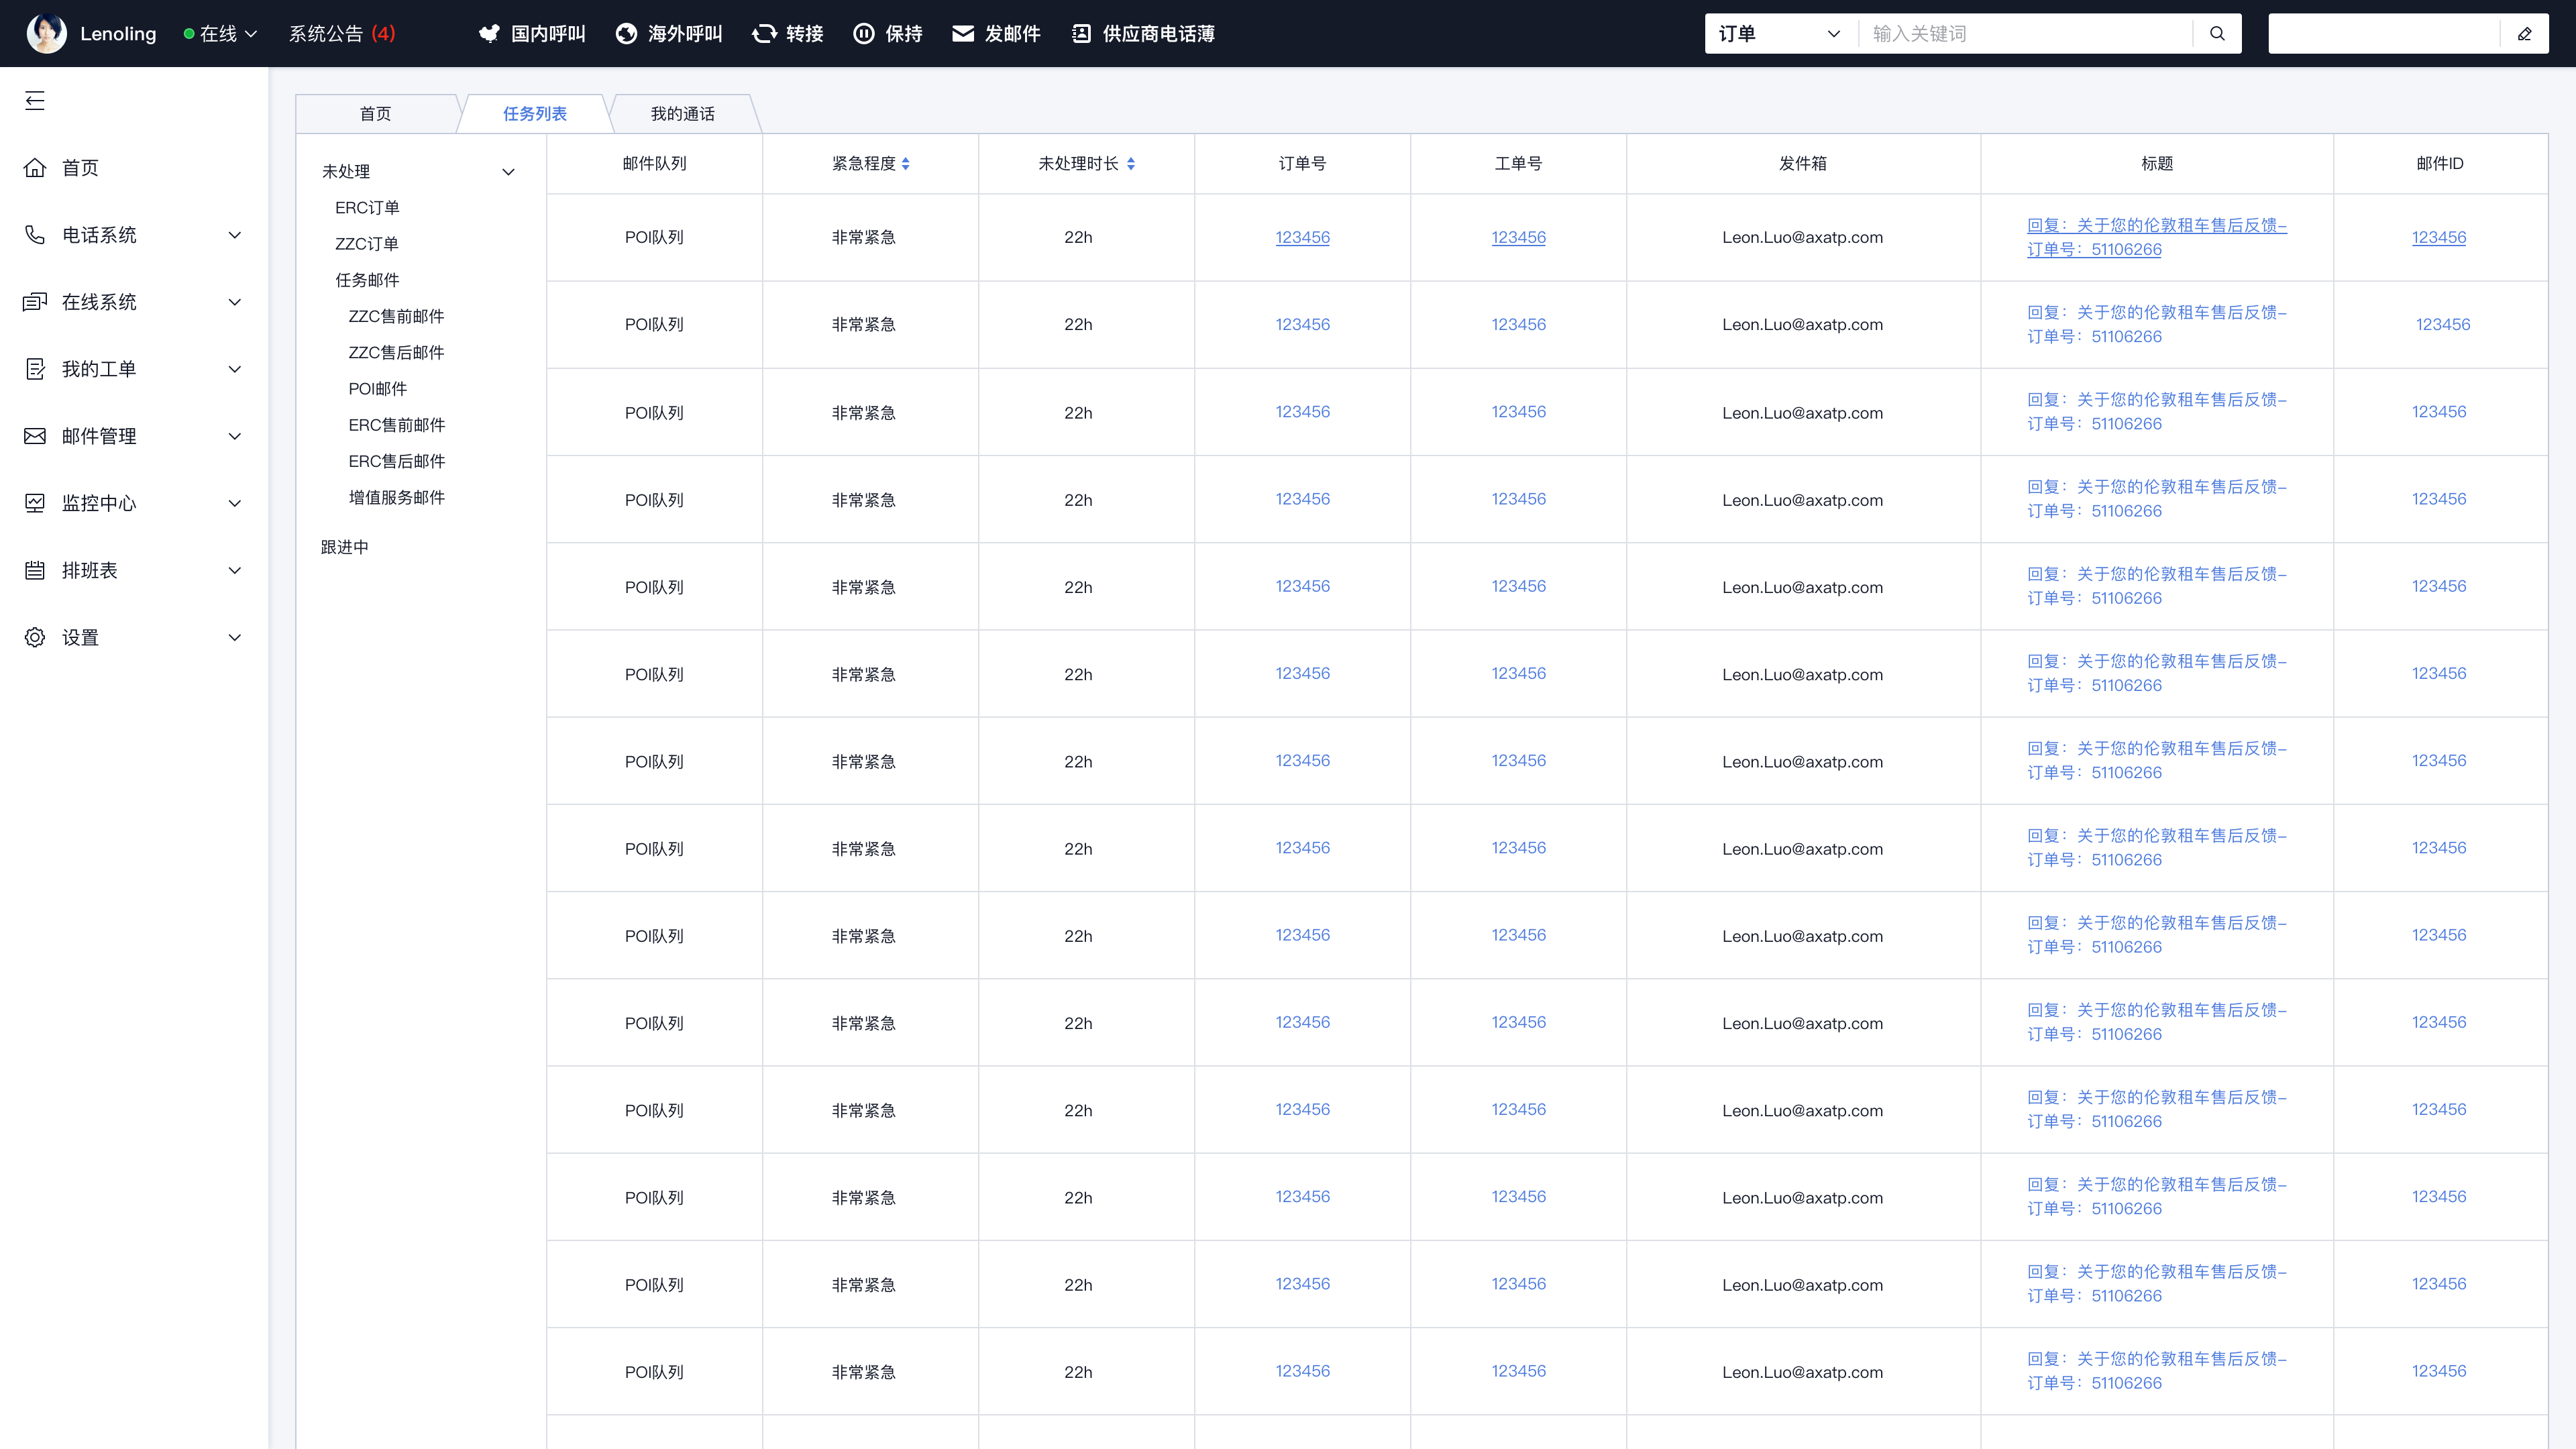 Lenoling 在线 系统公告 (4) 国内呼叫 海外呼叫 转接 保持 发邮件 供应商电话薄 订单 输入关键词
首页 任务列表 我的通话
首页
电话系统
在线系统
我的工单
邮件管理
监控中心
排班表
设置
未处理
ERC订单
ZZC订单
任务邮件
ZZC售前邮件
ZZC售后邮件
POI邮件
ERC售前邮件
ERC售后邮件
增值服务邮件
跟进中
邮件队列 紧急程度 未处理时长 订单号 工单号 发件箱 标题 邮件ID
POI队列 非常紧急 22h 123456 123456 Leon.Luo@axatp.com 回复：关于您的伦敦租车售后反馈–
订单号：51106266 123456
POI队列 非常紧急 22h 123456 123456 Leon.Luo@axatp.com 回复：关于您的伦敦租车售后反馈–
订单号：51106266 123456
POI队列 非常紧急 22h 123456 123456 Leon.Luo@axatp.com 回复：关于您的伦敦租车售后反馈–
订单号：51106266 123456
POI队列 非常紧急 22h 123456 123456 Leon.Luo@axatp.com 回复：关于您的伦敦租车售后反馈–
订单号：51106266 123456
POI队列 非常紧急 22h 123456 123456 Leon.Luo@axatp.com 回复：关于您的伦敦租车售后反馈–
订单号：51106266 123456
POI队列 非常紧急 22h 123456 123456 Leon.Luo@axatp.com 回复：关于您的伦敦租车售后反馈–
订单号：51106266 123456
POI队列 非常紧急 22h 123456 123456 Leon.Luo@axatp.com 回复：关于您的伦敦租车售后反馈–
订单号：51106266 123456
POI队列 非常紧急 22h 123456 123456 Leon.Luo@axatp.com 回复：关于您的伦敦租车售后反馈–
订单号：51106266 123456
POI队列 非常紧急 22h 123456 123456 Leon.Luo@axatp.com 回复：关于您的伦敦租车售后反馈–
订单号：51106266 123456
POI队列 非常紧急 22h 123456 123456 Leon.Luo@axatp.com 回复：关于您的伦敦租车售后反馈–
订单号：51106266 123456
POI队列 非常紧急 22h 123456 123456 Leon.Luo@axatp.com 回复：关于您的伦敦租车售后反馈–
订单号：51106266 123456
POI队列 非常紧急 22h 123456 123456 Leon.Luo@axatp.com 回复：关于您的伦敦租车售后反馈–
订单号：51106266 123456
POI队列 非常紧急 22h 123456 123456 Leon.Luo@axatp.com 回复：关于您的伦敦租车售后反馈–
订单号：51106266 123456
POI队列 非常紧急 22h 123456 123456 Leon.Luo@axatp.com 回复：关于您的伦敦租车售后反馈–
订单号：51106266 123456